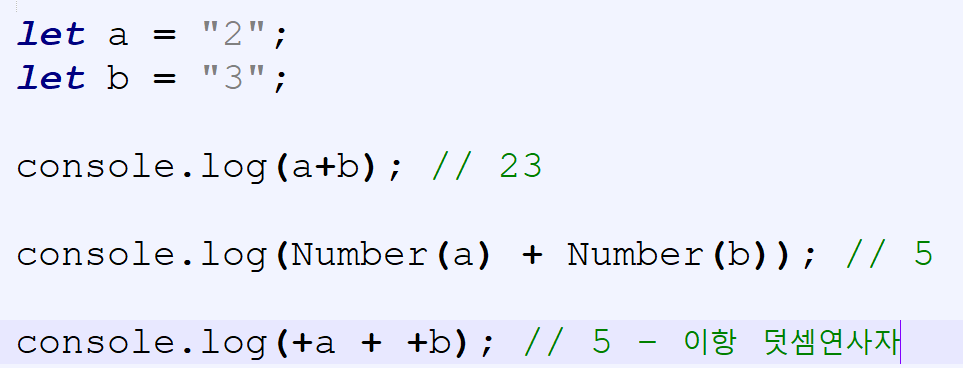 let a = "2";
let b = "3";
console.log(a+b); // 23
console.log(Number(a) + Number(b)); // 5
console.log(+a + +b); // 5 - 이항 덧셈연사자